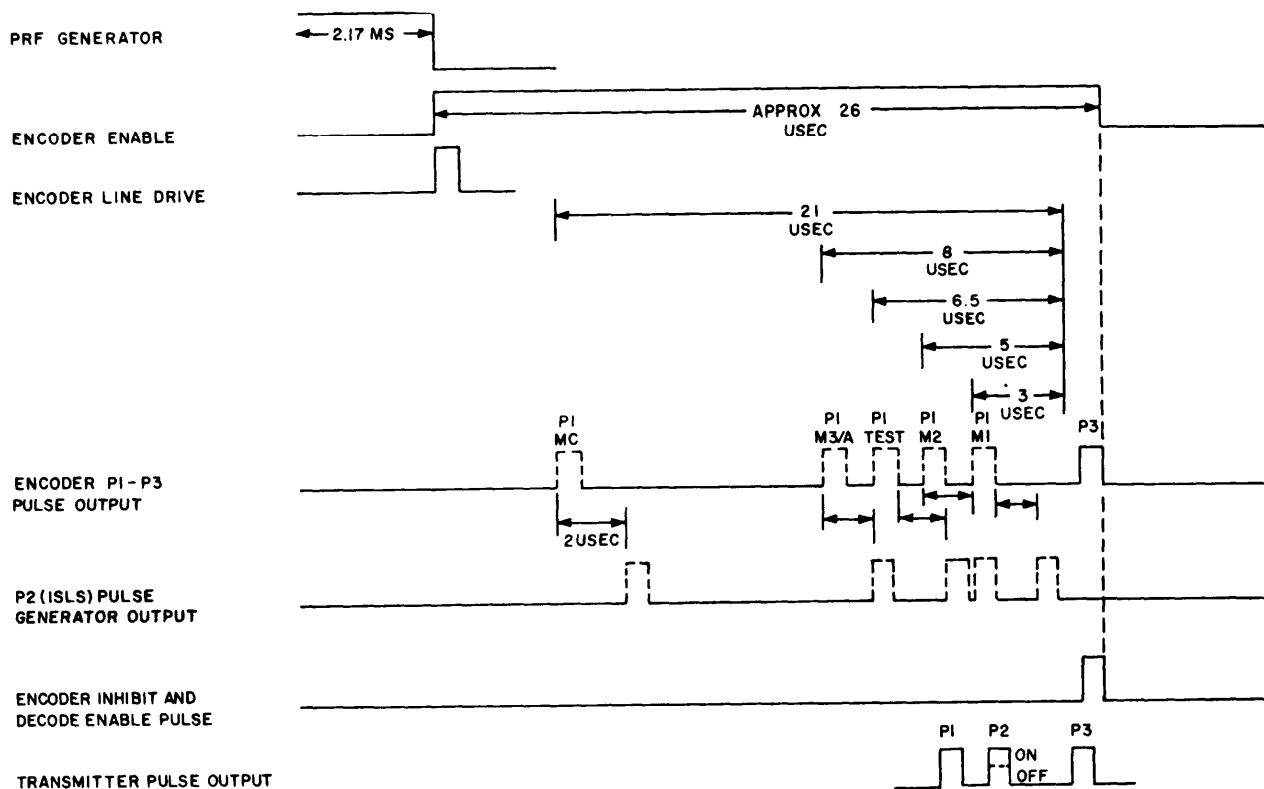 PRF GENERATOR
2.17 MS
APPROX 26
USEC
ENCODER ENABLE
ENCODER LINE DRIVE
21
USEC
8
USEC
6.5
USEC
5
USEC
3
USEC
P1
MC
P1
M3/A
P1
TEST
P1
M2
P1
M1
P3
ENCODER P1-P3
PULSE OUTPUT
2USEC
P2 (ISLS) PULSE
GENERATOR OUTPUT
ENCODER INHIBIT AND
DECODE ENABLE PULSE
P1 P2 P3
ON
OFF
TRANSMITTER PULSE OUTPUT